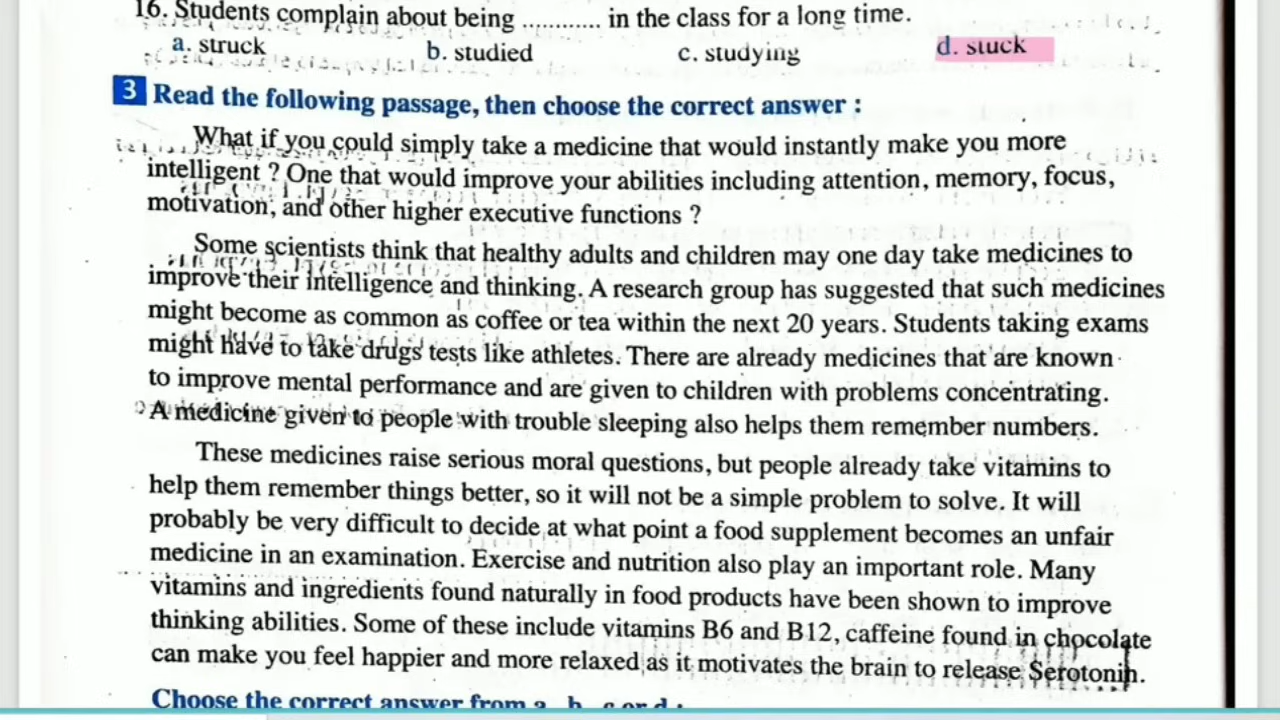 16. Students complain about being ............ in the class for a long time.
a. struck b. studied c. studying d. stuck
3 Read the following passage, then choose the correct answer :
What if you could simply take a medicine that would instantly make you more
intelligent ? One that would improve your abilities including attention, memory, focus,
motivation, and other higher executive functions ?
Some scientists think that healthy adults and children may one day take medicines to
improve their intelligence and thinking. A research group has suggested that such medicines
might become as common as coffee or tea within the next 20 years. Students taking exams
might have to take drugs tests like athletes. There are already medicines that are known
to improve mental performance and are given to children with problems concentrating.
A medicine given to people with trouble sleeping also helps them remember numbers.
These medicines raise serious moral questions, but people already take vitamins to
help them remember things better, so it will not be a simple problem to solve. It will
probably be very difficult to decide at what point a food supplement becomes an unfair
medicine in an examination. Exercise and nutrition also play an important role. Many
vitamins and ingredients found naturally in food products have been shown to improve
thinking abilities. Some of these include vitamins B6 and B12, caffeine found in chocolate
can make you feel happier and more relaxed as it motivates the brain to release Serotonin.
Choose the correct answer from a, b, c or d :